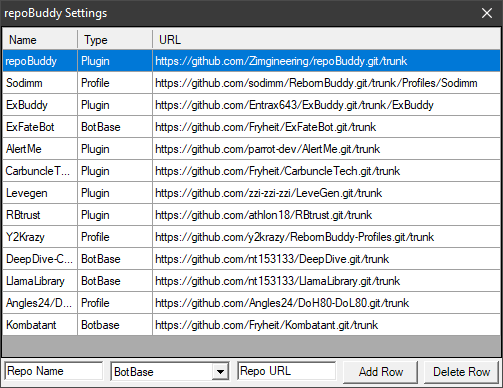 repoBuddy Settings
Name Type URL
repoBuddy Plugin https://github.com/Zimgineering/repoBuddy.git/trunk
Sodimm Profile https://github.com/sodimm/RebornBuddy.git/trunk/Profiles/Sodimm
ExBuddy Plugin https://github.com/Entrax643/ExBuddy.git/trunk/ExBuddy
ExFateBot BotBase https://github.com/Fryheit/ExFateBot.git/trunk
AlertMe Plugin https://github.com/parrot-dev/AlertMe.git/trunk
CarbuncleT... Plugin https://github.com/Fryheit/CarbuncleTech.git/trunk
Levegen Plugin https://github.com/zzi-zzi-zzi/LeveGen.git/trunk
RBtrust Plugin https://github.com/athlon18/RBtrust.git/trunk
Y2Krazy Profile https://github.com/y2krazy/RebornBuddy-Profiles.git/trunk
DeepDive-C... BotBase https://github.com/nt153133/DeepDive.git/trunk
LlamaLibrary BotBase https://github.com/nt153133/LlamaLibrary.git/trunk
Angles24/D... Profile https://github.com/Angles24/DoH80-DoL80.git/trunk
Kombatant Botbase https://github.com/Fryheit/Kombatant.git/trunk
Repo Name BotBase Repo URL Add Row Delete Row